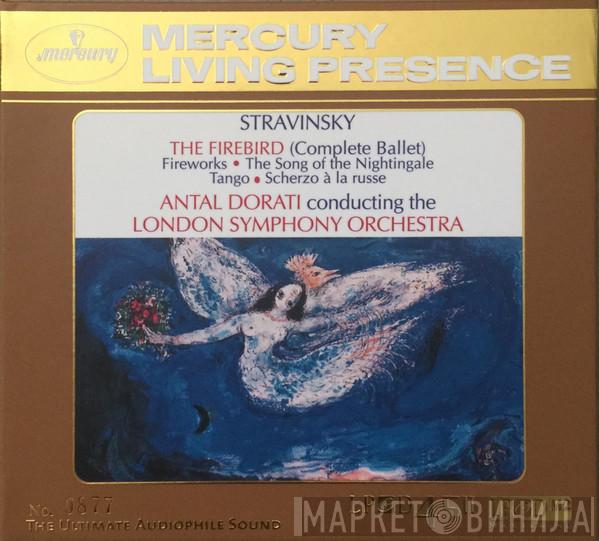 mercury
MERCURY
LIVING PRESENCE
STRAVINSKY
THE FIREBIRD (Complete Ballet)
Fireworks • The Song of the Nightingale
Tango • Scherzo à la russe
ANTAL DORATI conducting the
LONDON SYMPHONY ORCHESTRA
No. 0877
THE ULTIMATE AUDIOPHILE SOUND
МАРКЕТ ВИНИЛА